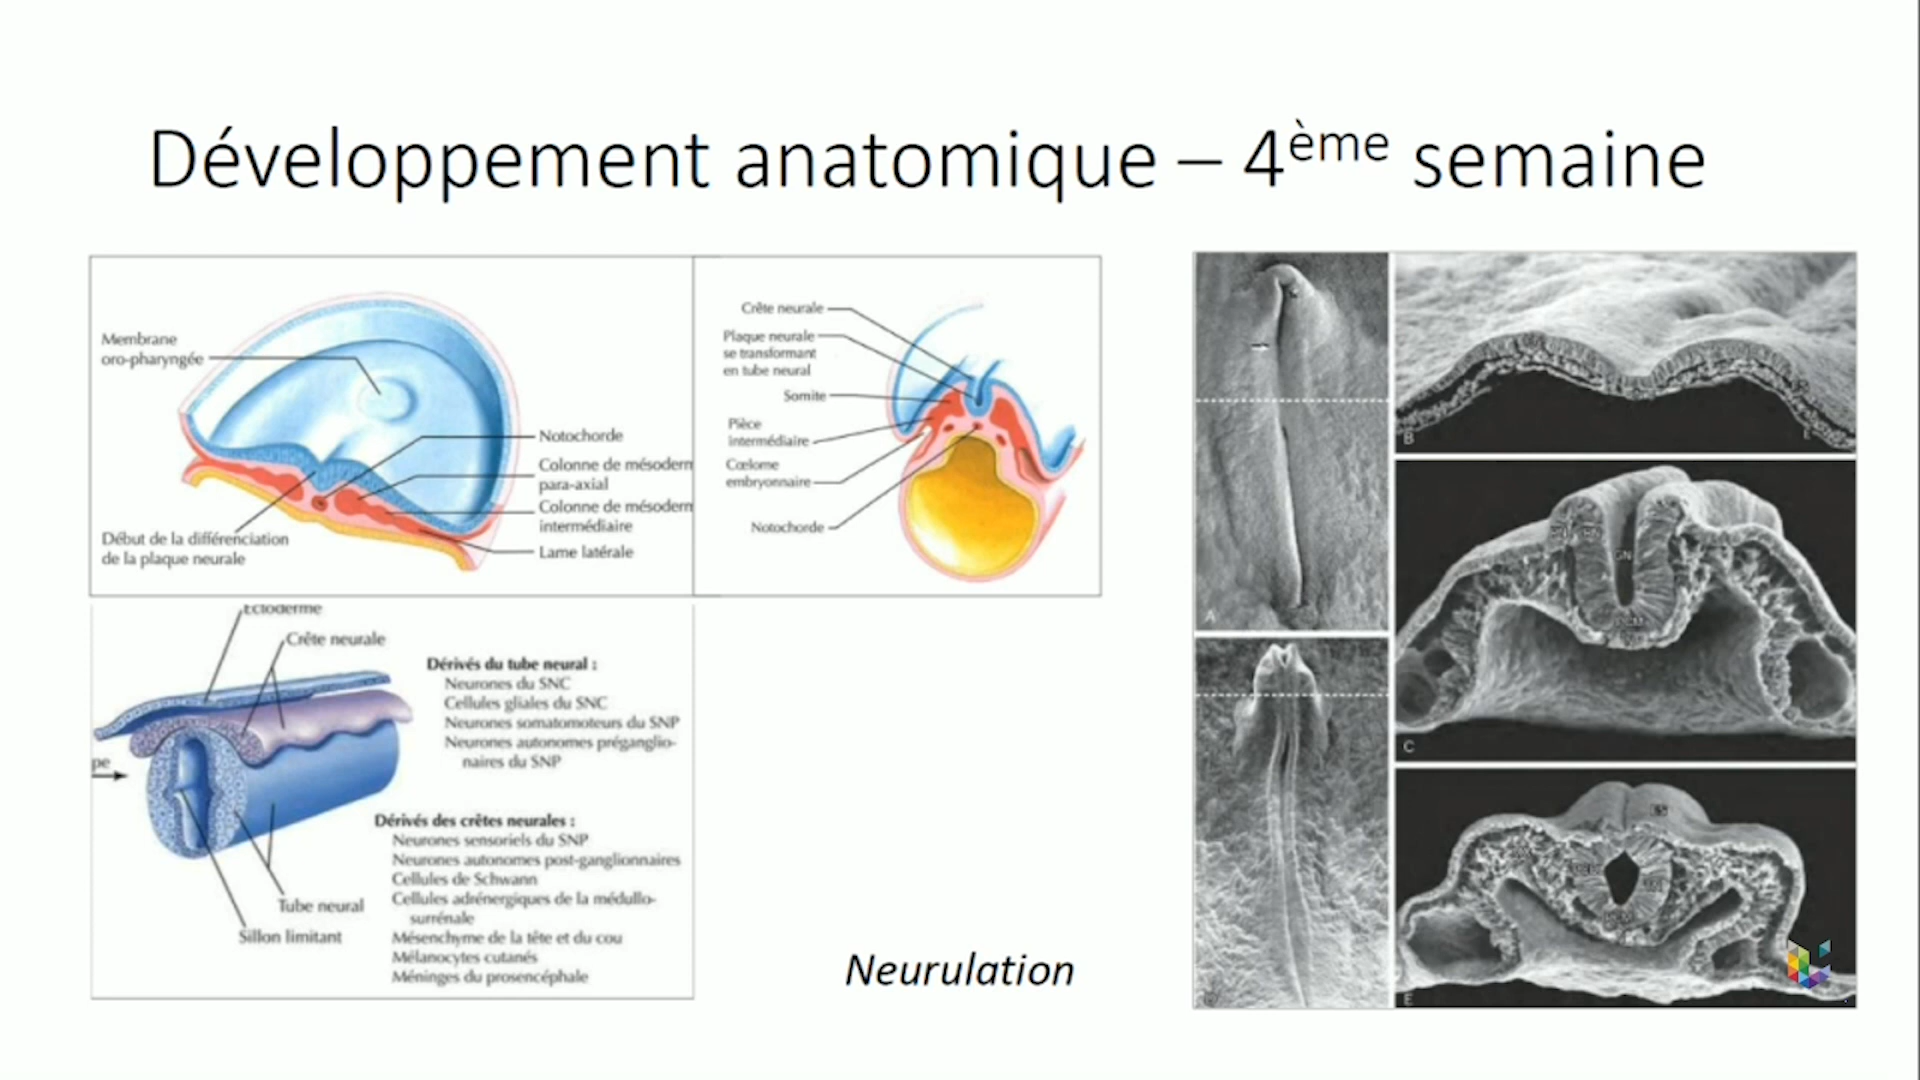 Développement anatomique – 4ème semaine
Membrane
oro-pharyngée
Notochorde
Colonne de mésoderm
para-axial
Colonne de mésoderm
intermédiaire
Lame latérale
Début de la différenciation
de la plaque neurale
Crête neurale
Plaque neurale
se transformant
en tube neural
Somite
Pièce
intermédiaire
Cœlome
embryonnaire
Notochorde
Ectoderme
Crête neurale
pe
Tube neural
Sillon limitant
Dérivés du tube neural :
Neurones du SNC
Cellules gliales du SNC
Neurones somatomoteurs du SNP
Neurones autonomes préganglio-
naires du SNP
Dérivés des crêtes neurales :
Neurones sensoriels du SNP
Neurones autonomes post-ganglionnaires
Cellules de Schwann
Cellules adrénergiques de la médullo-
surrénale
Mésenchyme de la tête et du cou
Mélanocytes cutanés
Méninges du prosencéphale
Neurulation
A
B
E
GN
C
E